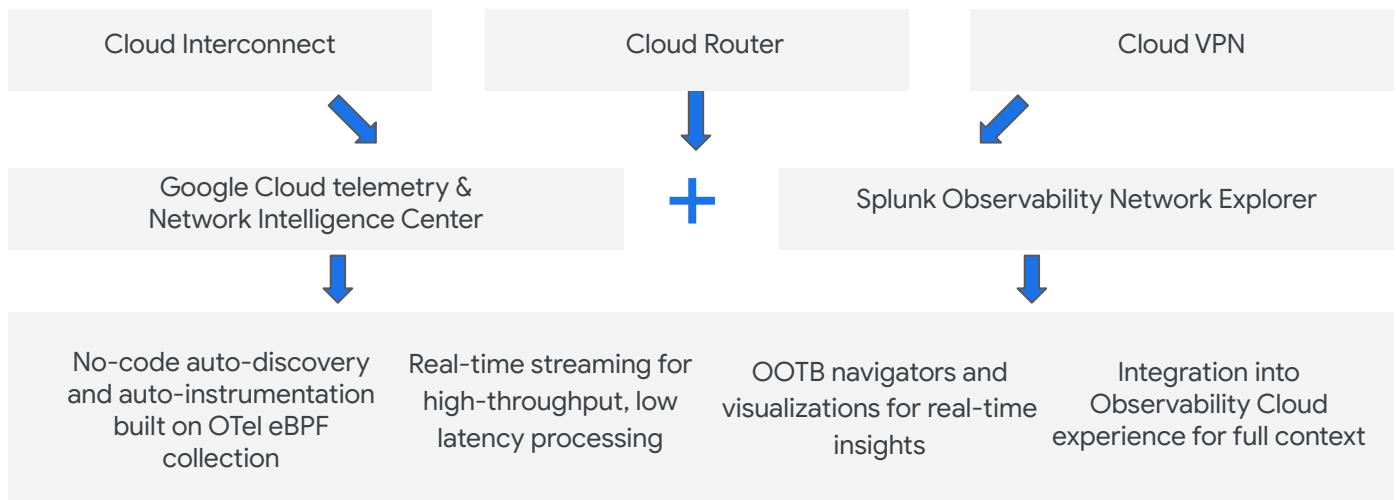 Cloud Interconnect
Cloud Router
Cloud VPN
Google Cloud telemetry &
Network Intelligence Center
+
Splunk Observability Network Explorer
No-code auto-discovery
and auto-instrumentation
built on OTel eBPF
collection
Real-time streaming for
high-throughput, low
latency processing
OOTB navigators and
visualizations for real-time
insights
Integration into
Observability Cloud
experience for full context